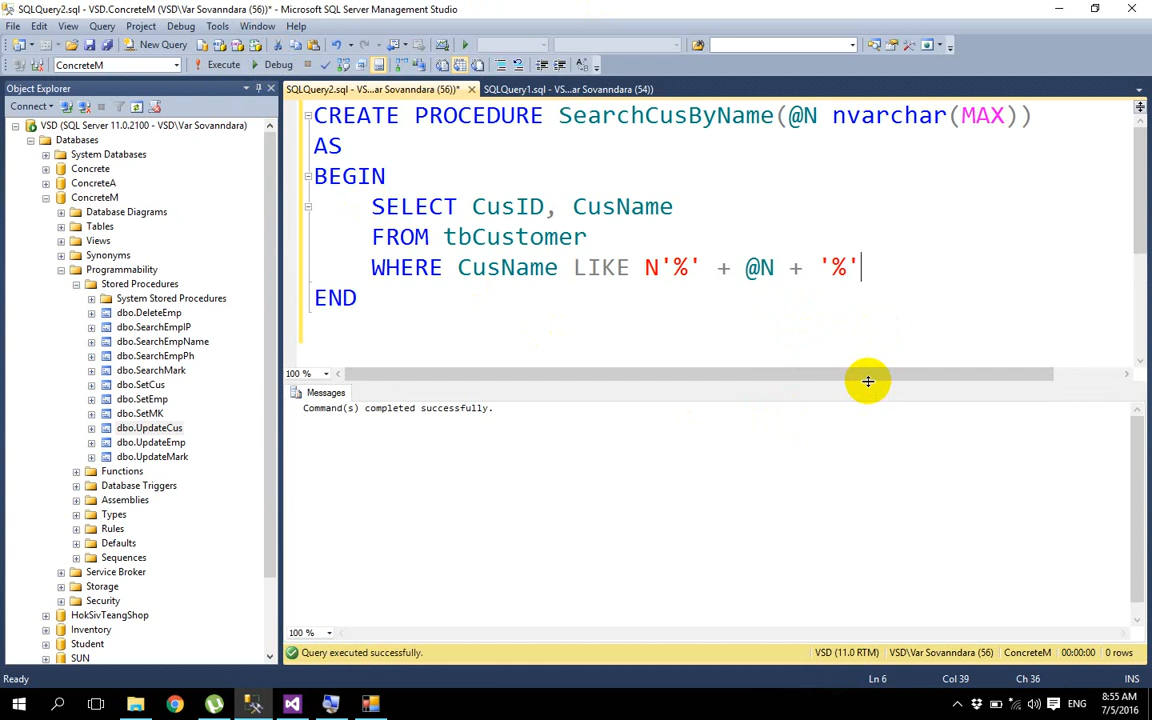 SQLQuery2.sql - VSD.ConcreteM (VSD\Var Sovanndara (56))* - Microsoft SQL Server Management Studio
File Edit View Query Project Debug Tools Window Help
New Query
ConcreteM Execute Debug
Object Explorer
SQLQuery2.sql - VS...ar Sovanndara (56))* SQLQuery1.sql - VS...ar Sovanndara (54))
Connect
VSD (SQL Server 11.0.2100 - VSD\Var Sovanndara)
Databases
System Databases
Concrete
ConcreteA
ConcreteM
Database Diagrams
Tables
Views
Synonyms
Programmability
Stored Procedures
System Stored Procedures
dbo.DeleteEmp
dbo.SearchEmpIP
dbo.SearchEmpName
dbo.SearchEmpPh
dbo.SearchMark
dbo.SetCus
dbo.SetEmp
dbo.SetMK
dbo.UpdateCus
dbo.UpdateEmp
dbo.UpdateMark
Functions
Database Triggers
Assemblies
Types
Rules
Defaults
Sequences
Service Broker
Storage
Security
HokSivTeangShop
Inventory
Student
SUN
CREATE PROCEDURE SearchCusByName(@N nvarchar(MAX))
AS
BEGIN
SELECT CusID, CusName
FROM tbCustomer
WHERE CusName LIKE N'%' + @N + '%'
END
100 %
Messages
Command(s) completed successfully.
100 %
Query executed successfully. VSD (11.0 RTM) VSD\Var Sovanndara (56) ConcreteM 00:00:00 0 rows
Ready Ln 6 Col 39 Ch 36 INS
ENG 8:55 AM
7/5/2016